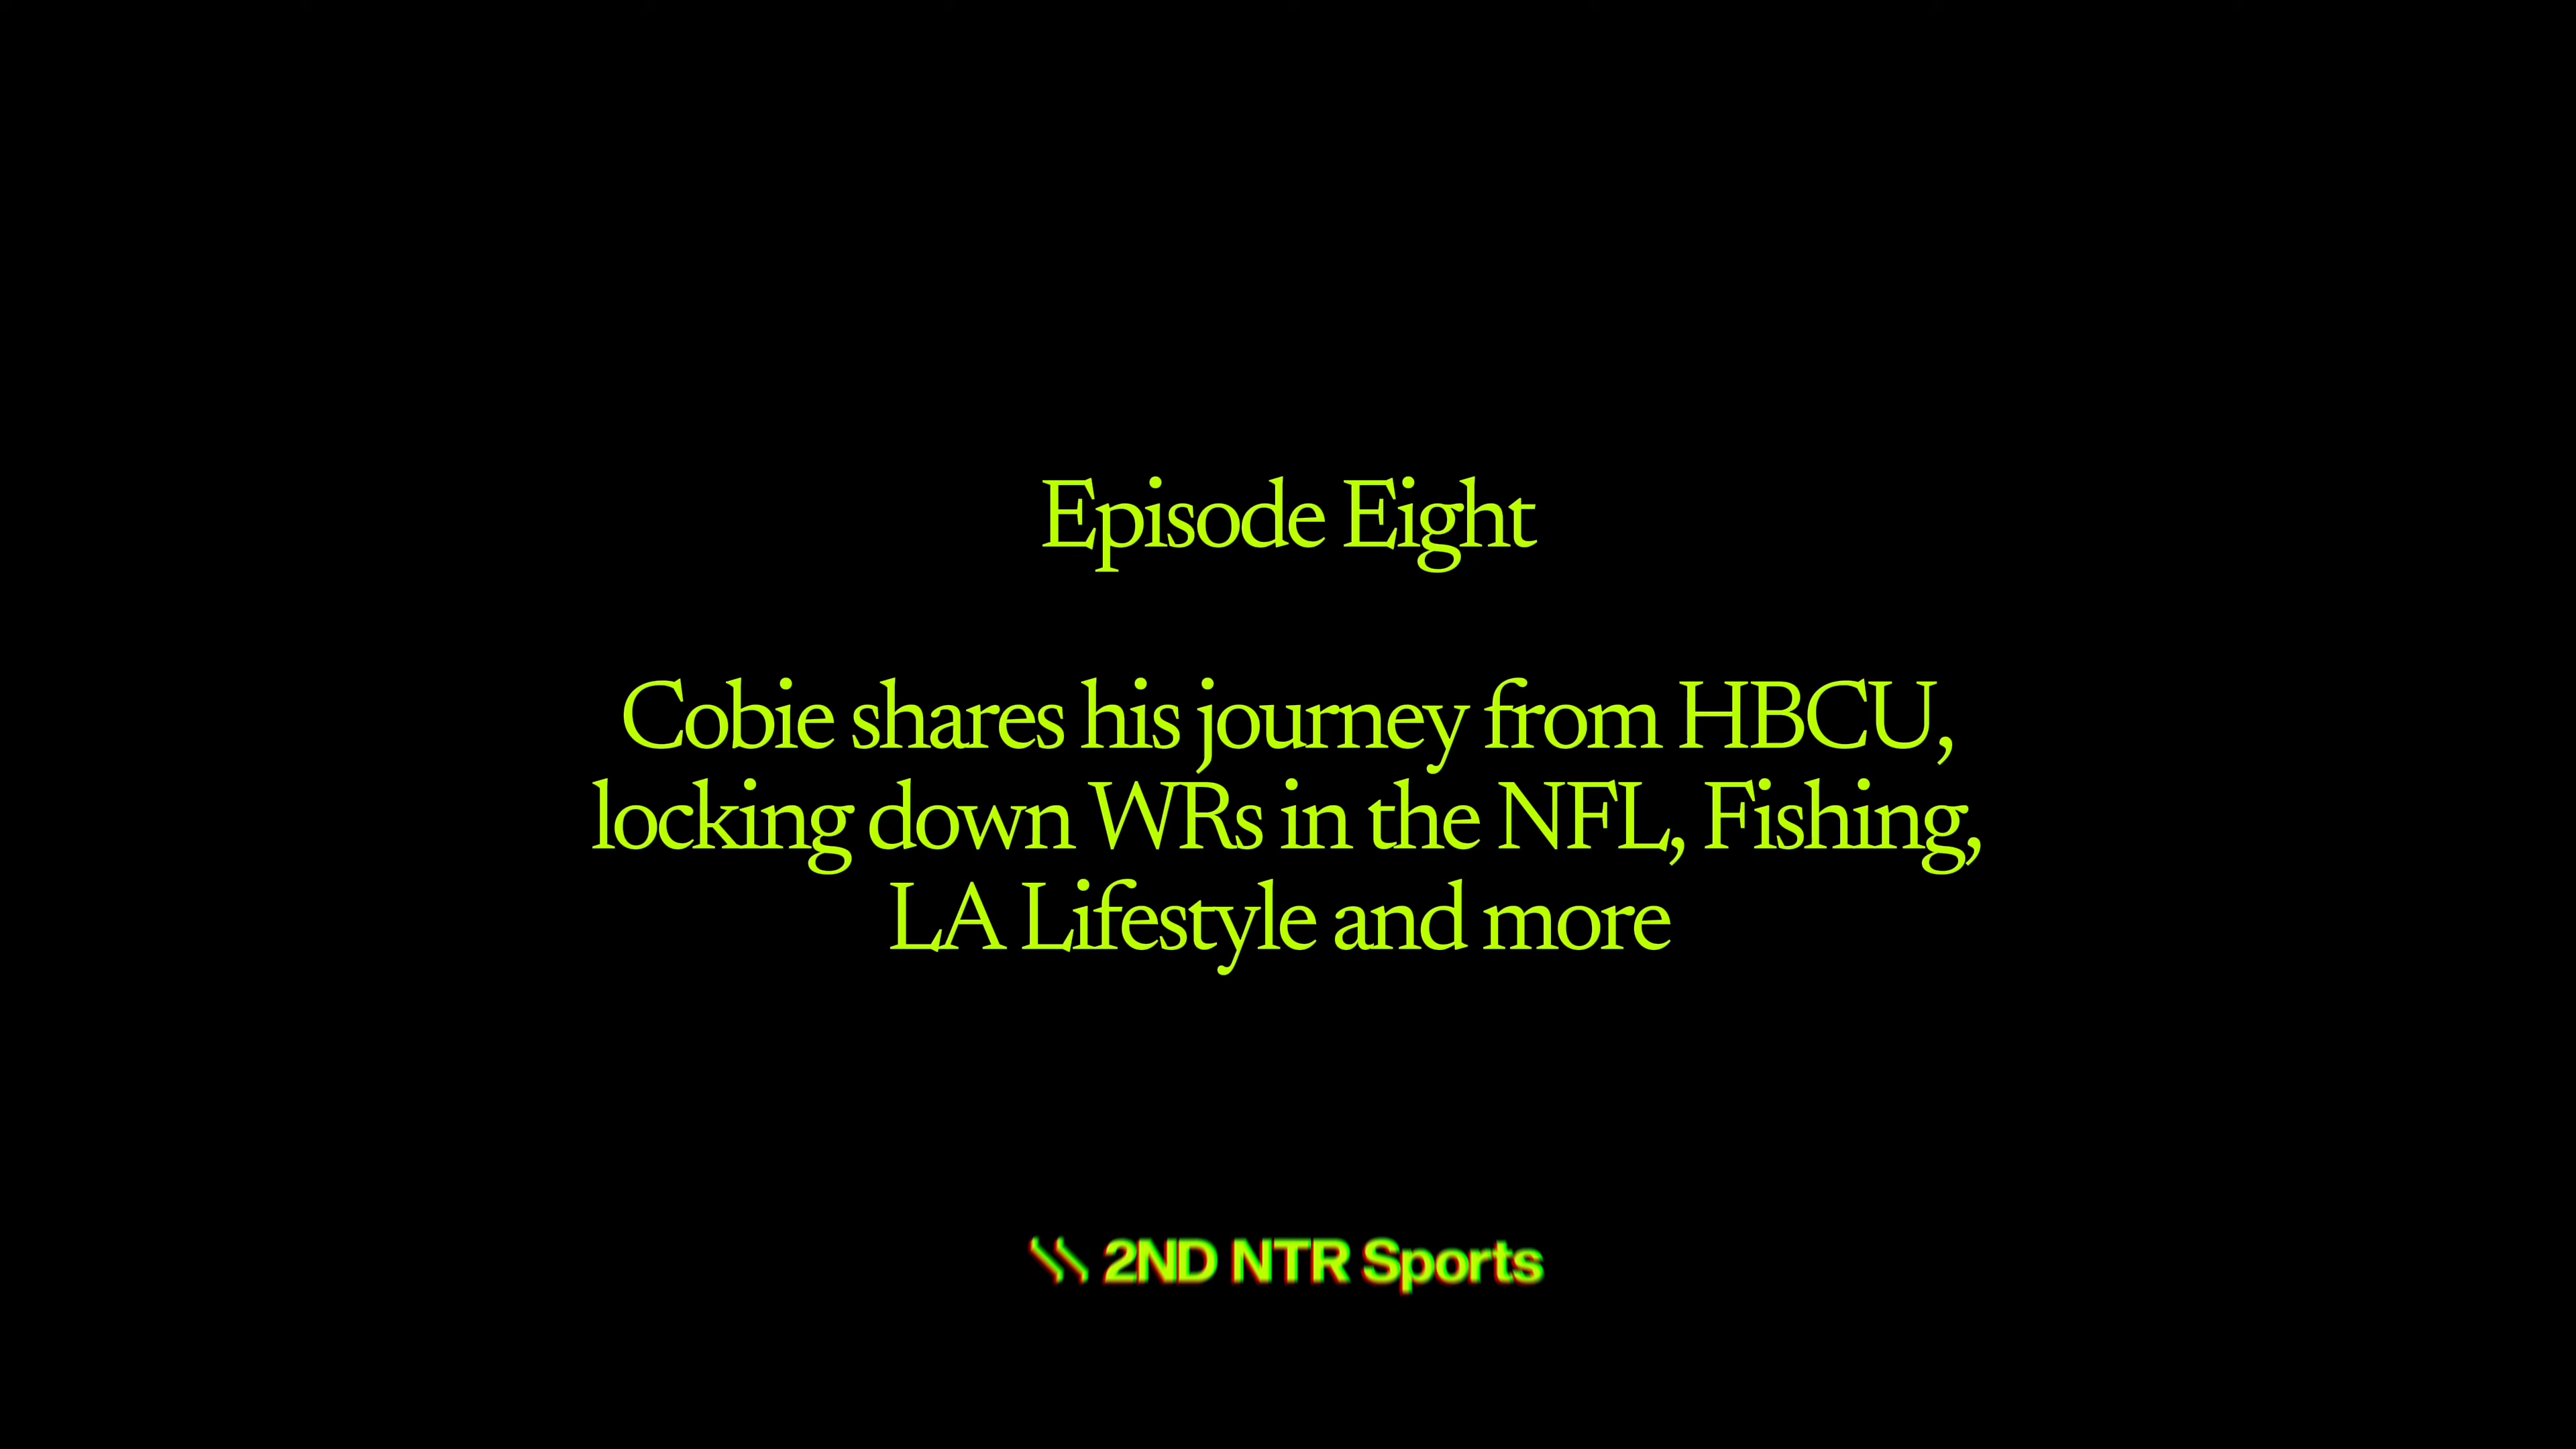 Episode Eight
Cobie shares his journey from HBCU,
locking down WRs in the NFL, Fishing,
LA Lifestyle and more
2ND NTR Sports